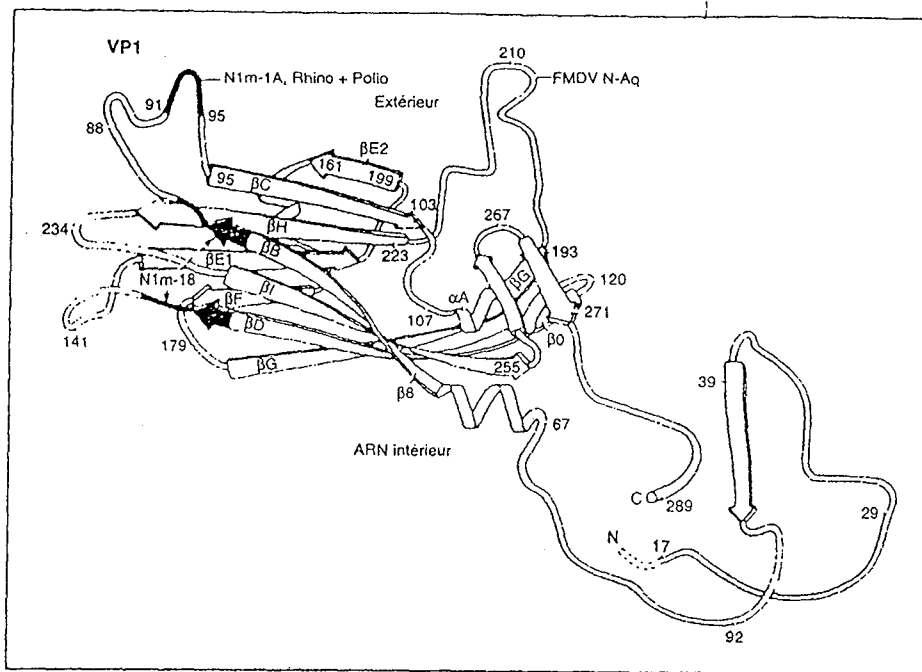 VP1
210
N1m-1A, Rhino + Polio
FMDV N-Aq
Extérieur
91
95
88
βE2
161
199
95
βC
103
267
234
βH
βB
223
193
120
βE1
βG
βI
N1m-18
αA
βF
271
107
141
βD
β0
179
βG
255
39
β8
67
ARN intérieur
C
289
29
N
17
92